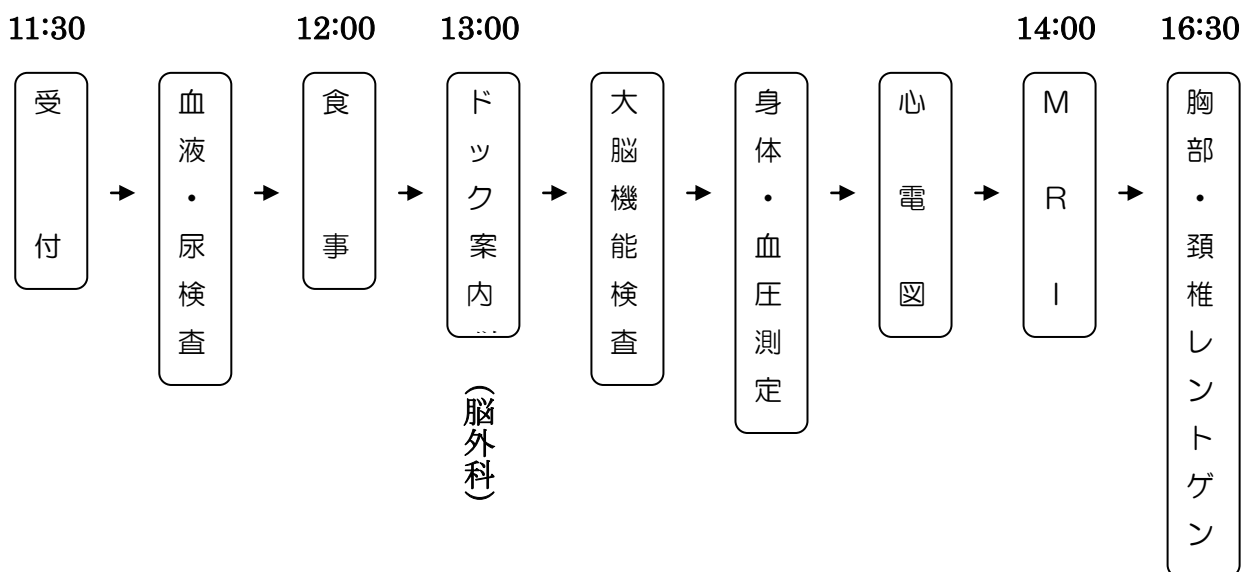 11:30
受付
血液・尿検査
12:00
食事
13:00
ドック案内
(脳外科)
大脳機能検査
身体・血圧測定
心電図
14:00
MRI
16:30
胸部・頚椎レントゲン